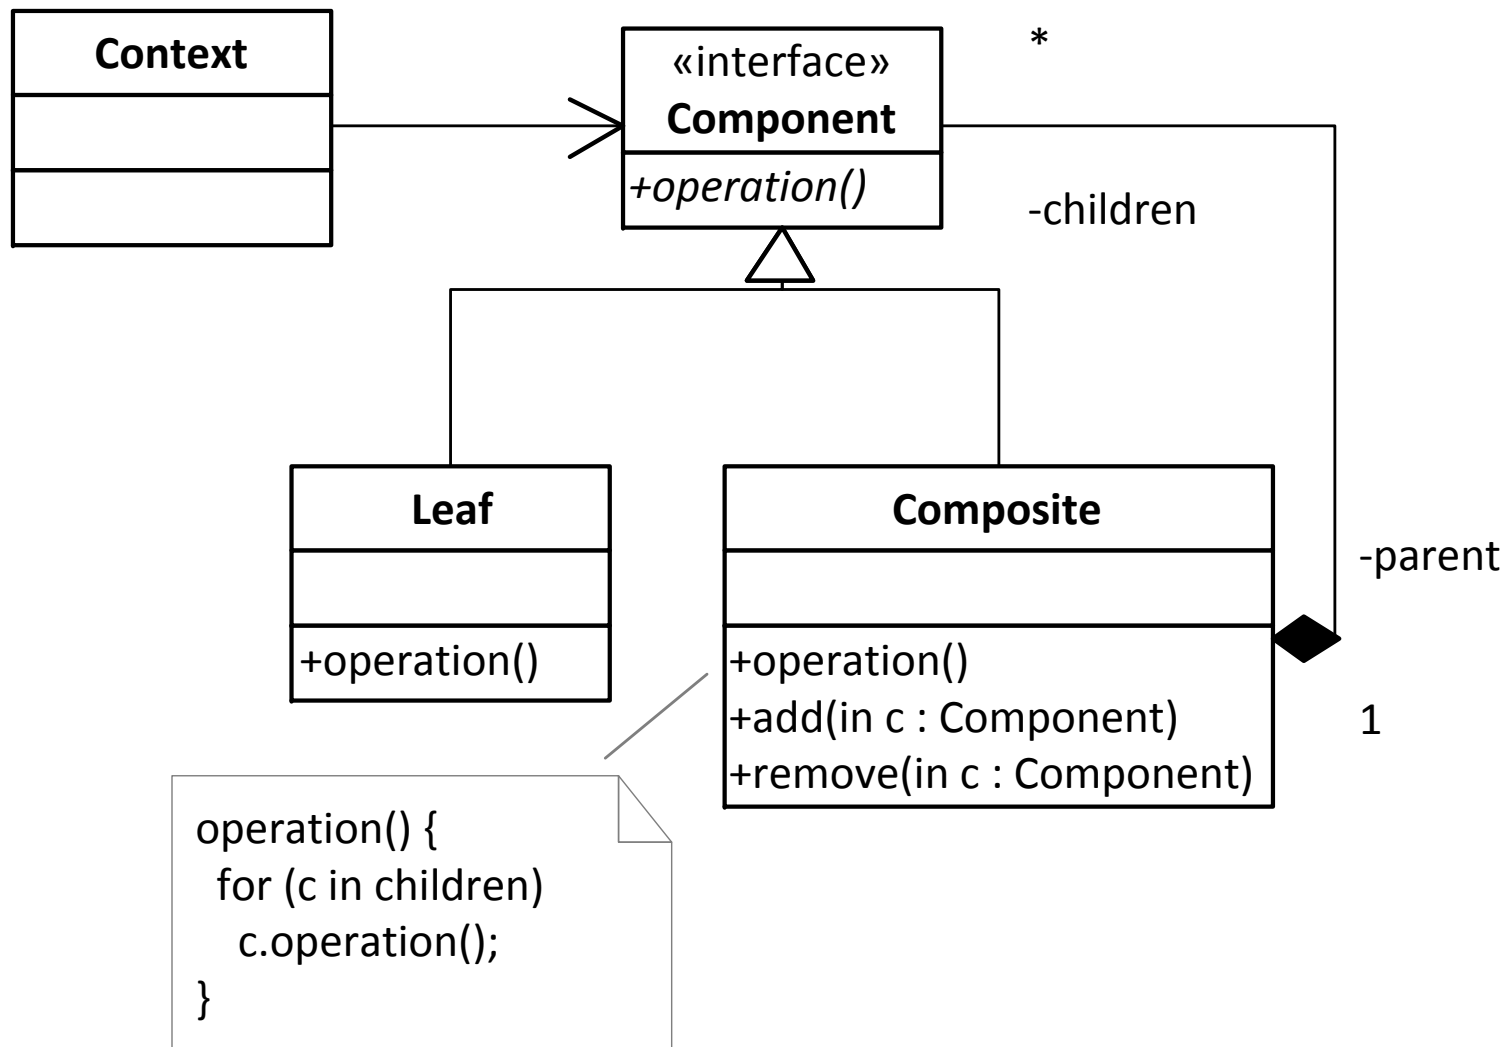 Context
«interface»
Component
+operation()
*
-children
Leaf
+operation()
Composite
+operation()
+add(in c : Component)
+remove(in c : Component)
-parent
1
operation() {
for (c in children)
c.operation();
}